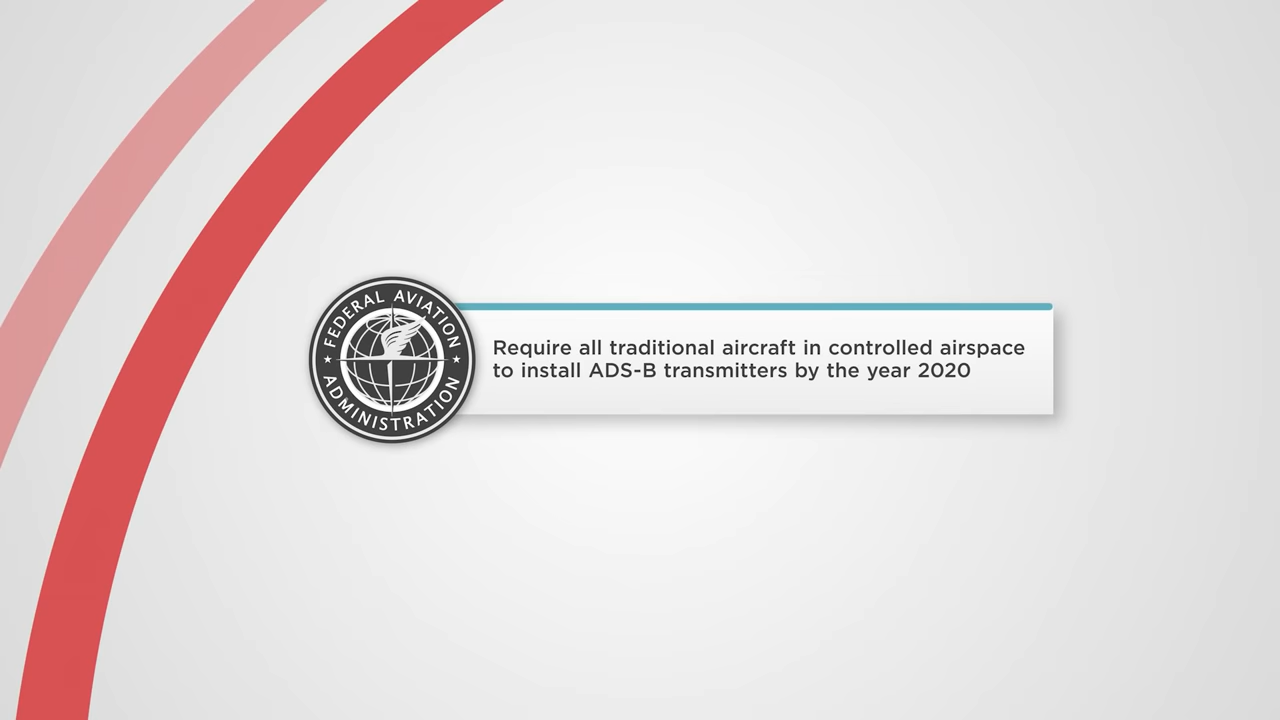 FEDERAL AVIATION
ADMINISTRATION
Require all traditional aircraft in controlled airspace
to install ADS-B transmitters by the year 2020